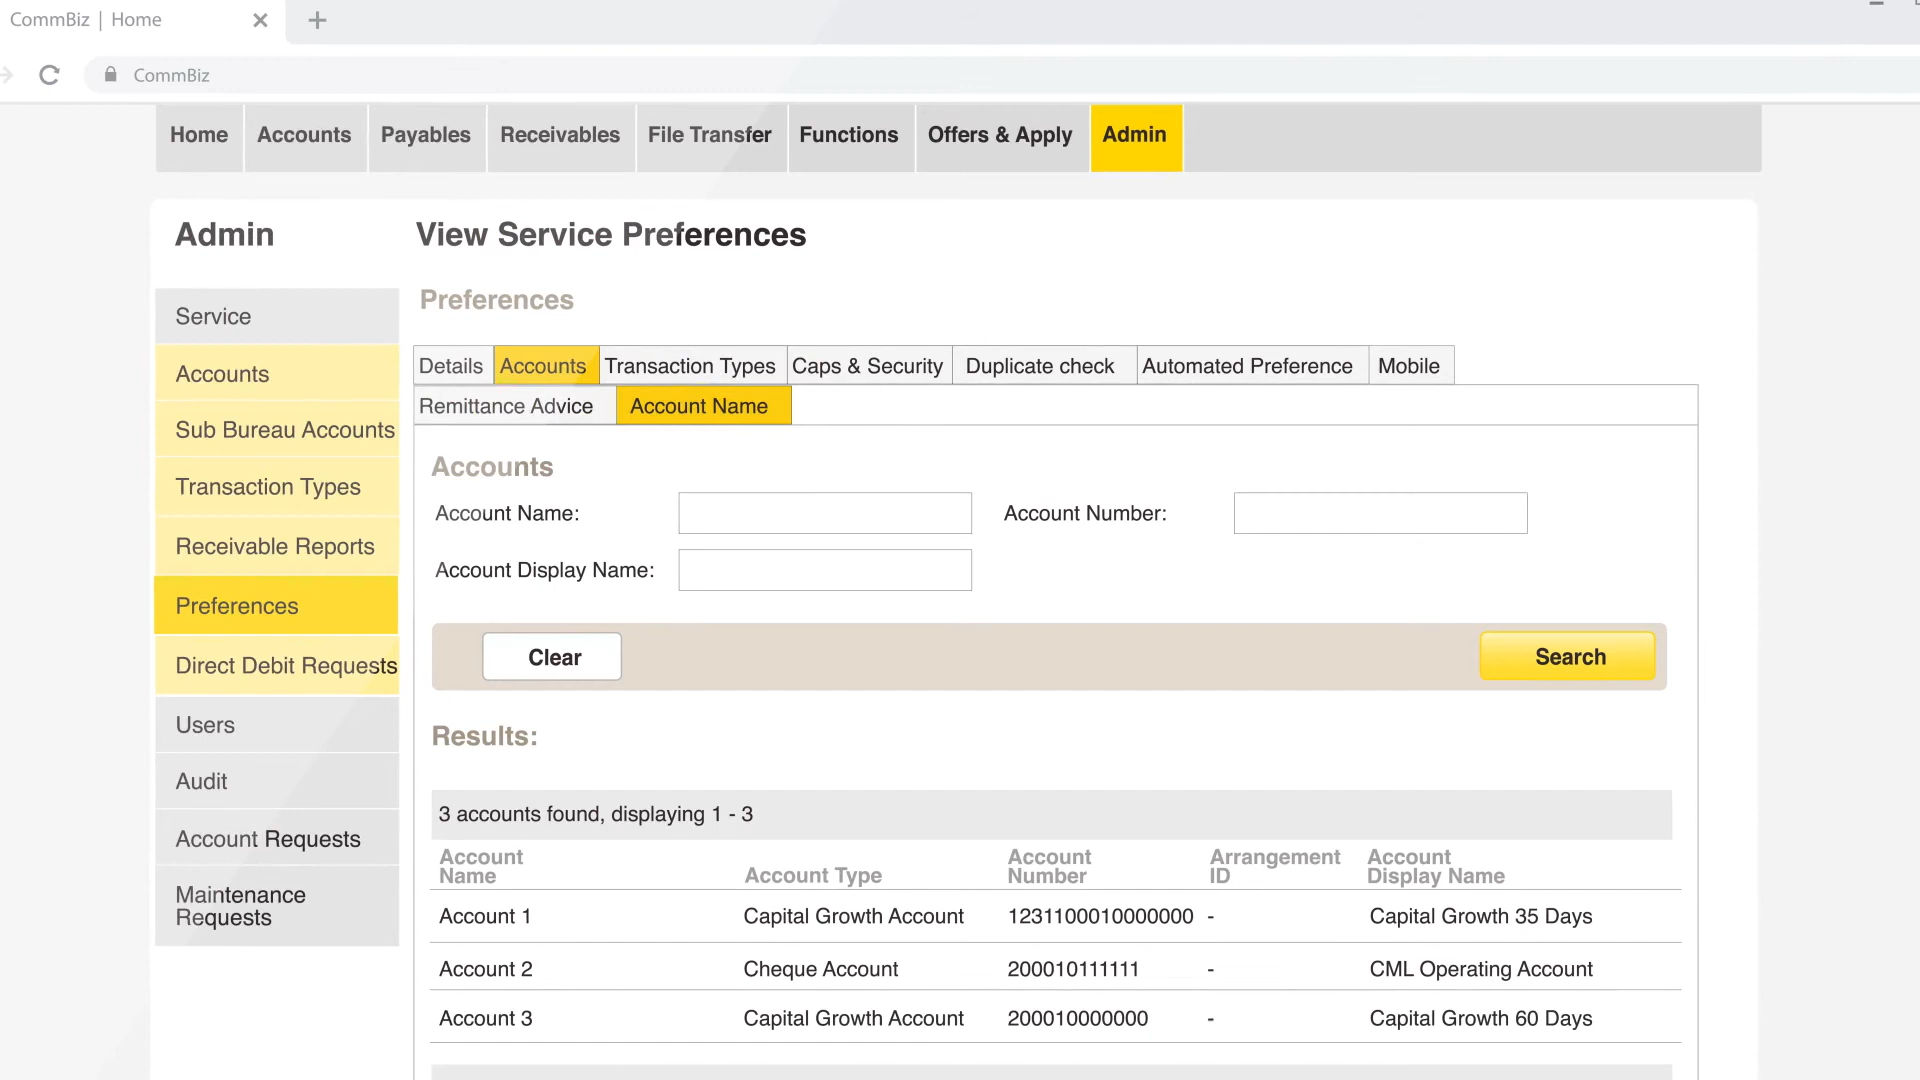 CommBiz | Home
CommBiz
Home Accounts Payables Receivables File Transfer Functions Offers & Apply Admin
Admin
View Service Preferences
Service
Accounts
Sub Bureau Accounts
Transaction Types
Receivable Reports
Preferences
Direct Debit Requests
Users
Audit
Account Requests
Maintenance
Requests
Preferences
Details Accounts Transaction Types Caps & Security Duplicate check Automated Preference Mobile
Remittance Advice Account Name
Accounts
Account Name: Account Number:
Account Display Name:
Clear Search
Results:
3 accounts found, displaying 1 - 3
Account Name Account Type Account Number Arrangement ID Account Display Name
Account 1 Capital Growth Account 1231100010000000 - Capital Growth 35 Days
Account 2 Cheque Account 200010111111 - CML Operating Account
Account 3 Capital Growth Account 200010000000 - Capital Growth 60 Days